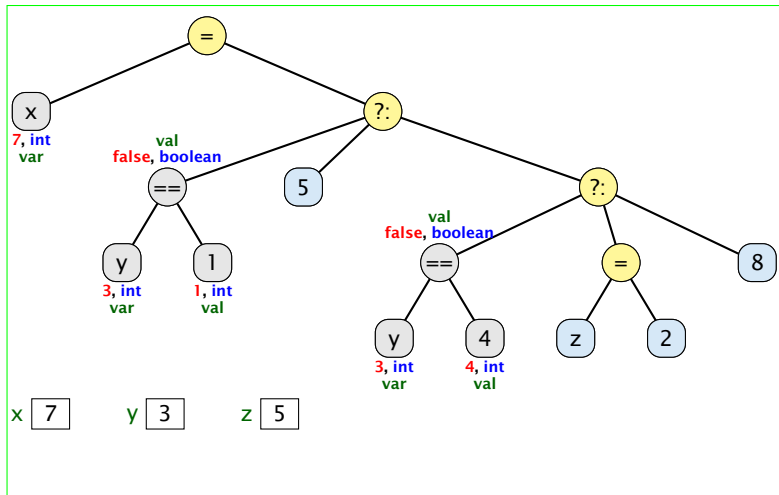 =
x
7, int
var
?:
val
false, boolean
==
5
?:
y
3, int
var
1
1, int
val
val
false, boolean
==
=
8
y
3, int
var
4
4, int
val
z
2
x 7 y 3 z 5